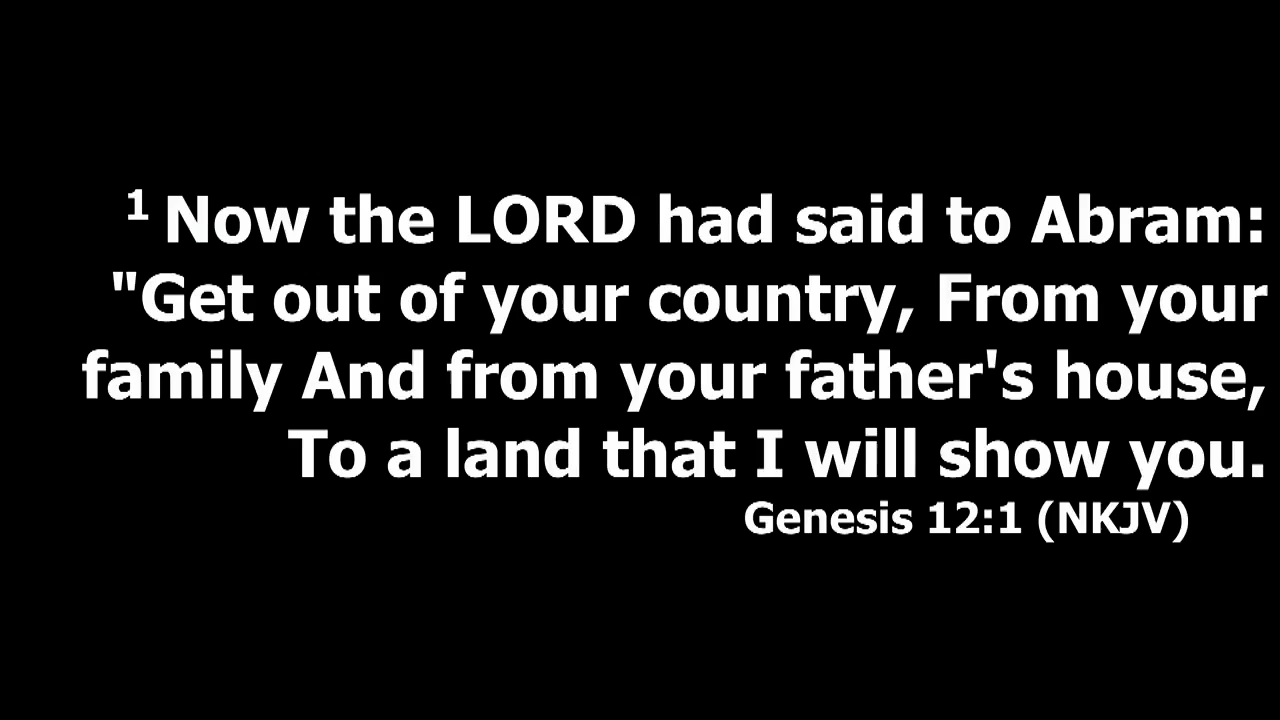 1 Now the LORD had said to Abram:
"Get out of your country, From your
family And from your father's house,
To a land that I will show you.
Genesis 12:1 (NKJV)